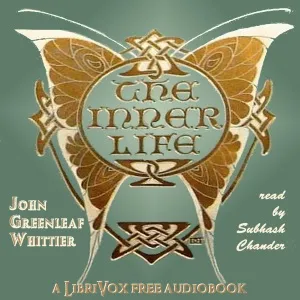 THE
INNER
LIFE
John
Greenleaf
Whittier
read
by
Subhash
Chander
a LibriVox free audiobook